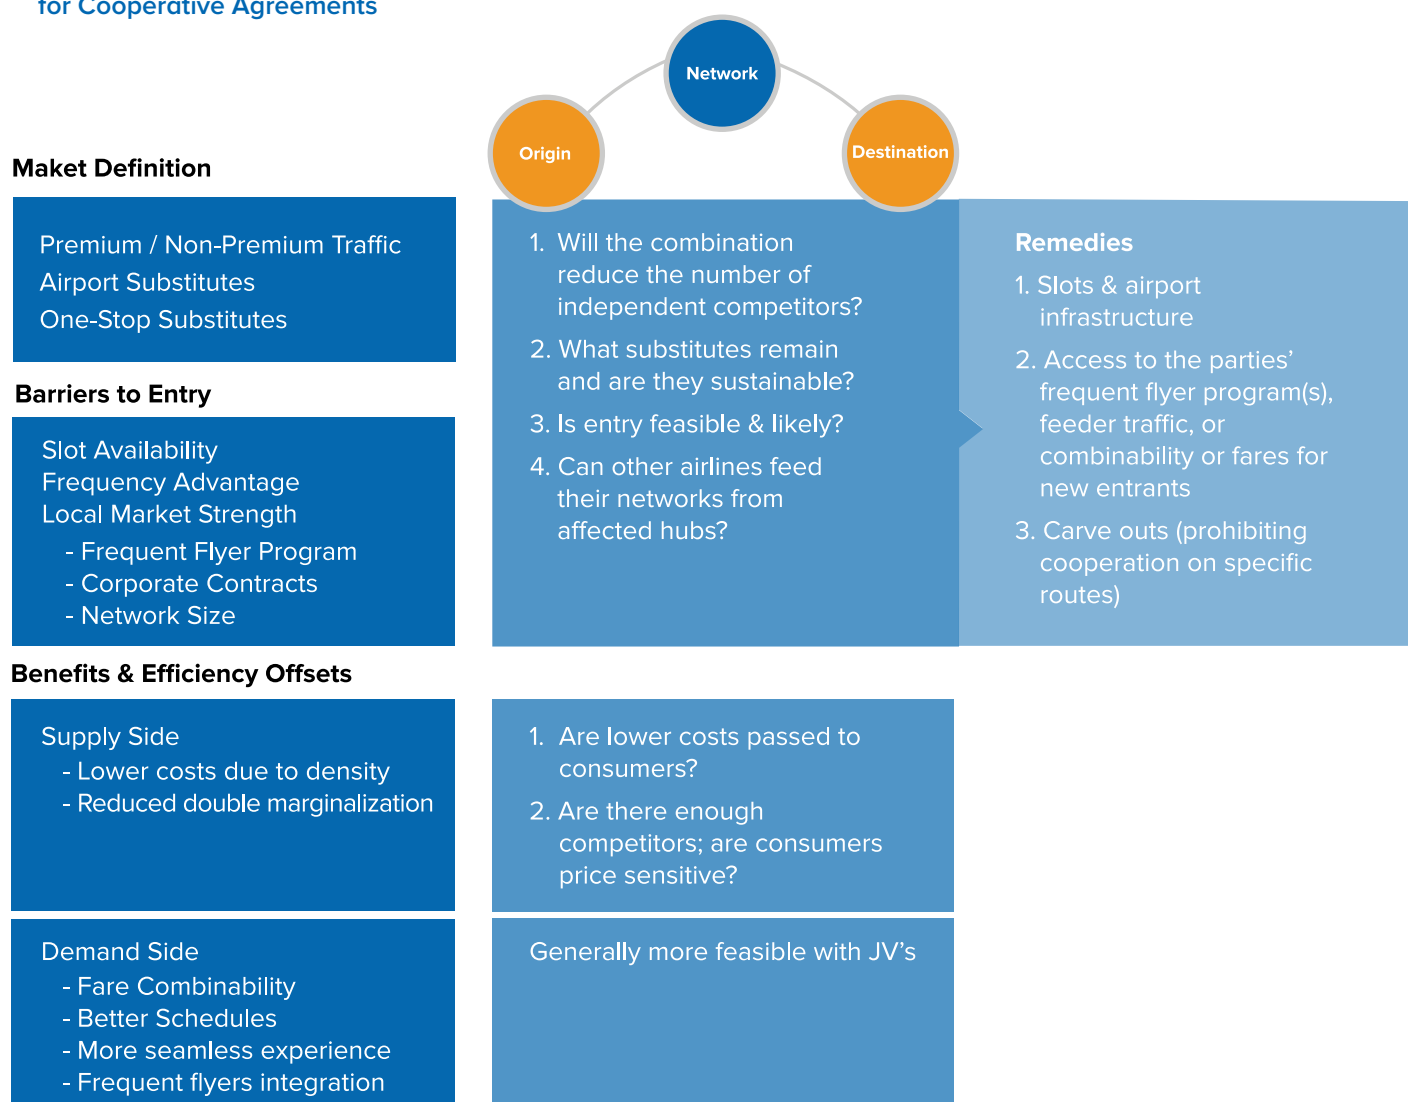 for Cooperative Agreements
Network
Origin
Destination
Maket Definition
Premium / Non-Premium Traffic
Airport Substitutes
One-Stop Substitutes
Barriers to Entry
Slot Availability
Frequency Advantage
Local Market Strength
- Frequent Flyer Program
- Corporate Contracts
- Network Size
1. Will the combination
reduce the number of
independent competitors?
2. What substitutes remain
and are they sustainable?
3. Is entry feasible & likely?
4. Can other airlines feed
their networks from
affected hubs?
Remedies
1. Slots & airport
infrastructure
2. Access to the parties’
frequent flyer program(s),
feeder traffic, or
combinability or fares for
new entrants
3. Carve outs (prohibiting
cooperation on specific
routes)
Benefits & Efficiency Offsets
Supply Side
- Lower costs due to density
- Reduced double marginalization
1. Are lower costs passed to
consumers?
2. Are there enough
competitors; are consumers
price sensitive?
Demand Side
- Fare Combinability
- Better Schedules
- More seamless experience
- Frequent flyers integration
Generally more feasible with JV’s